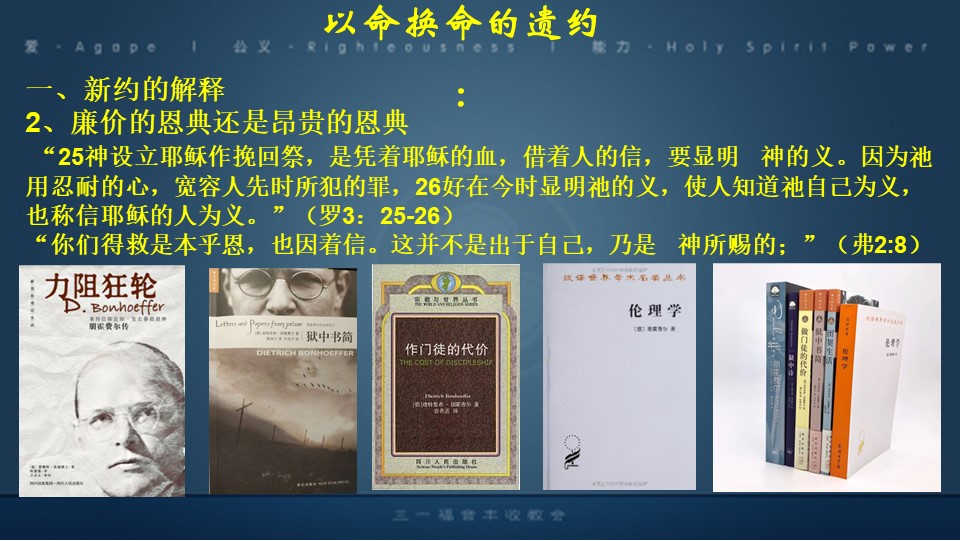 以命换命的遗约
爱·Agape | 公义·Righteousness | 能力·Holy Spirit Power
一、新约的解释 ：
2、廉价的恩典还是昂贵的恩典
“25神设立耶稣作挽回祭，是凭着耶稣的血，借着人的信，要显明 神的义。因为祂
用忍耐的心，宽容人先时所犯的罪，26好在今时显明祂的义，使人知道祂自己为义，
也称信耶稣的人为义。”（罗3：25-26）
“你们得救是本乎恩，也因着信。这并不是出于自己，乃是 神所赐的；”（弗2:8）
力阻狂轮
D. Bonhoeffer
朋霍费尔传
Letters and Papers from prison
狱中书简
DIETRICH BONHOEFFER
宗教与世界丛书
THE WORLD AND RELIGION SERIES
作门徒的代价
THE COST OF DISCIPLESHIP
Dietrich Bonhoeffer
四川人民出版社
Sichuan People's Publishing House
汉译世界学术名著丛书
伦理学
狱中诗
做门徒的代价
狱中书简
团契生活
伦理学
伦理学
三一福音丰收教会